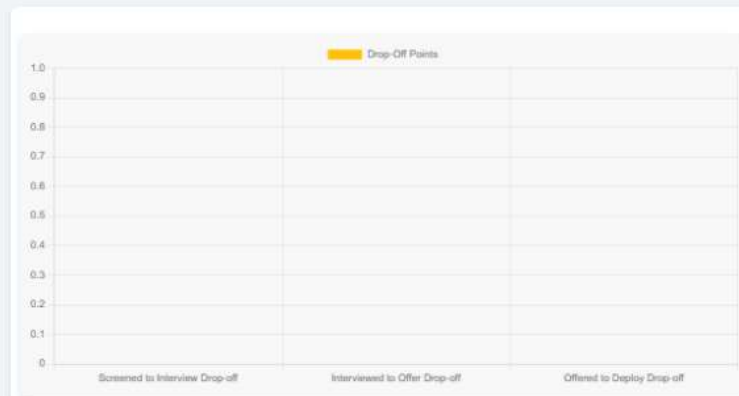 Drop-Off Points
1.0
0.9
0.8
0.7
0.6
0.5
0.4
0.3
0.2
0.1
0
Screened to Interview Drop-off
Interviewed to Offer Drop-off
Offered to Deploy Drop-off